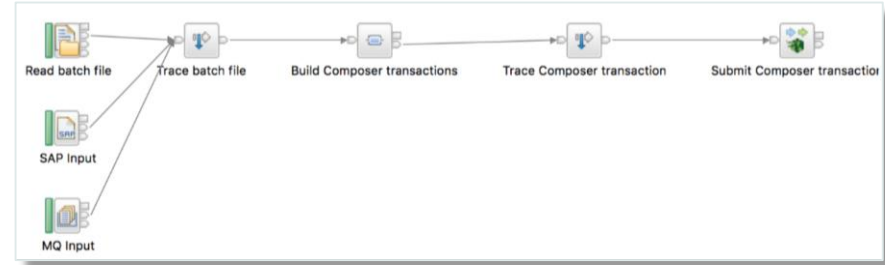 Read batch file
Trace batch file
Build Composer transactions
Trace Composer transaction
Submit Composer transaction
SAP
SAP Input
MQ Input